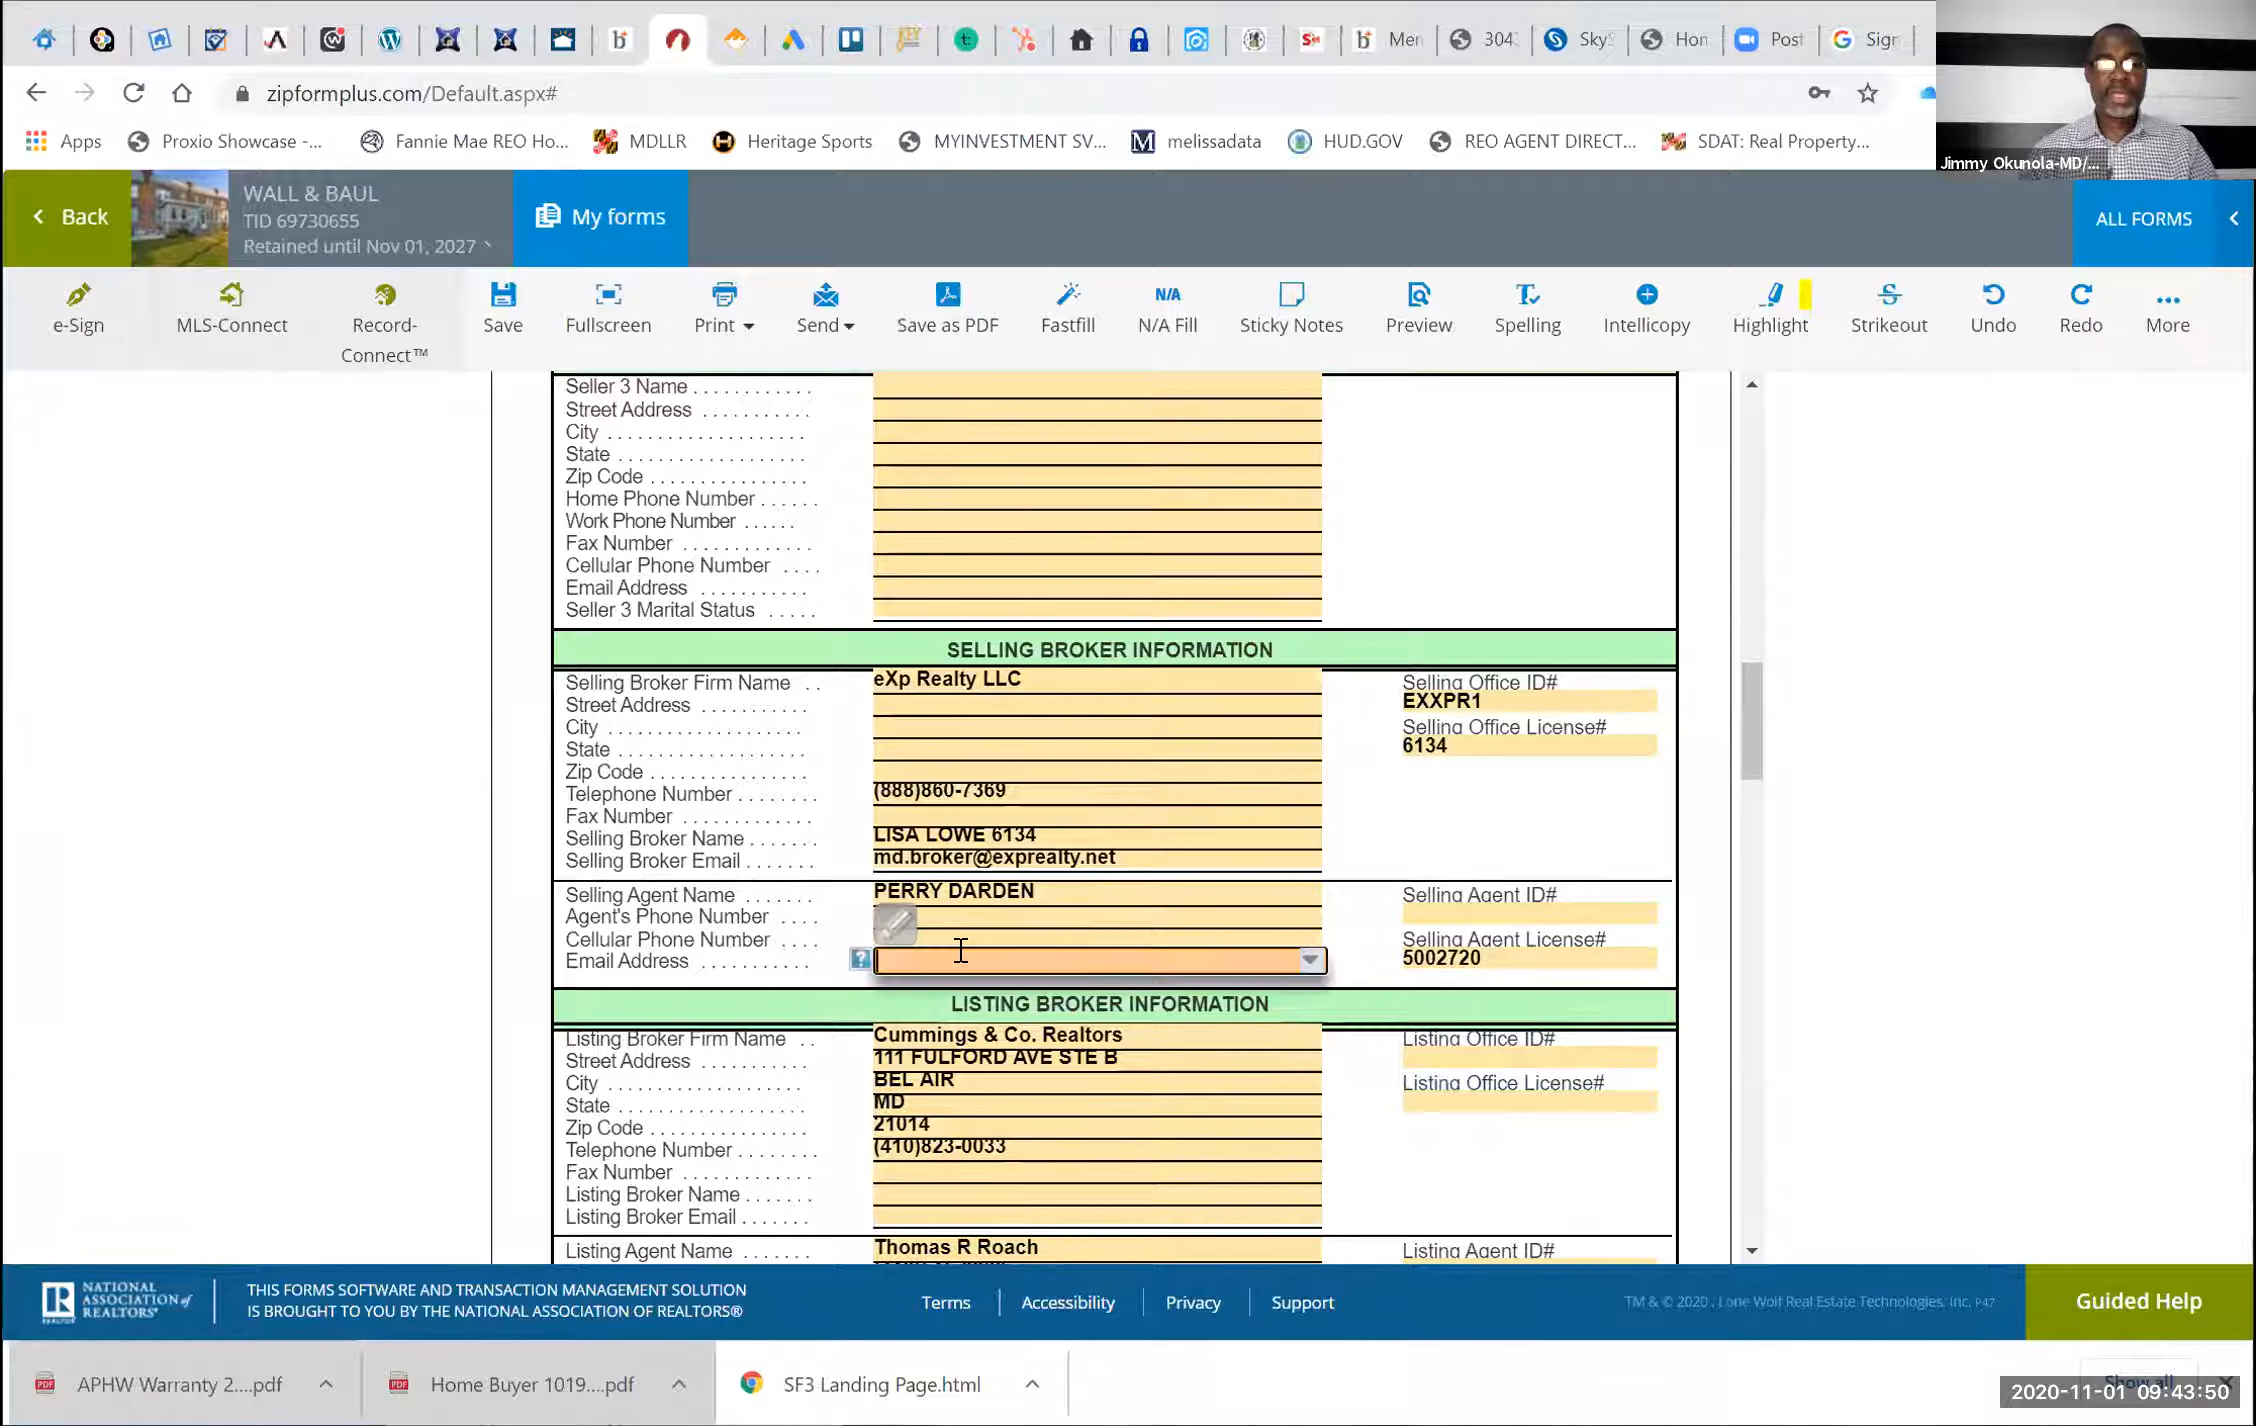 Mer
304
Sky
Hon
Post
Sign
zipformplus.com/Default.aspx#
Apps
Proxio Showcase -...
Fannie Mae REO Ho...
MDLLR
Heritage Sports
MYINVESTMENT SV...
melissadata
HUD.GOV
REO AGENT DIRECT...
SDAT: Real Property...
Jimmy Okunola-MD/...
Back
WALL & BAUL
TID 69730655
Retained until Nov 01, 2027
My forms
ALL FORMS
e-Sign
MLS-Connect
Record-
Connect™
Save
Fullscreen
Print
Send
Save as PDF
Fastfill
N/A
N/A Fill
Sticky Notes
Preview
Spelling
Intellicopy
Highlight
Strikeout
Undo
Redo
More
Seller 3 Name . . . . . . . . . . . .
Street Address . . . . . . . . . . .
City . . . . . . . . . . . . . . . . . . . .
State . . . . . . . . . . . . . . . . . . .
Zip Code . . . . . . . . . . . . . . . .
Home Phone Number . . . . . .
Work Phone Number . . . . . .
Fax Number . . . . . . . . . . . . .
Cellular Phone Number . . . .
Email Address . . . . . . . . . . .
Seller 3 Marital Status . . . . .
SELLING BROKER INFORMATION
Selling Broker Firm Name . . eXp Realty LLC Selling Office ID#
Street Address . . . . . . . . . . . EXXPR1
City . . . . . . . . . . . . . . . . . . . . Selling Office License#
State . . . . . . . . . . . . . . . . . . . 6134
Zip Code . . . . . . . . . . . . . . . .
Telephone Number . . . . . . . . (888)860-7369
Fax Number . . . . . . . . . . . . .
Selling Broker Name . . . . . . . LISA LOWE 6134
Selling Broker Email . . . . . . . md.broker@exprealty.net
Selling Agent Name . . . . . . . PERRY DARDEN Selling Agent ID#
Agent's Phone Number . . . .
Cellular Phone Number . . . . Selling Agent License#
Email Address . . . . . . . . . . . 5002720
LISTING BROKER INFORMATION
Listing Broker Firm Name . . Cummings & Co. Realtors Listing Office ID#
Street Address . . . . . . . . . . . 111 FULFORD AVE STE B
City . . . . . . . . . . . . . . . . . . . . BEL AIR Listing Office License#
State . . . . . . . . . . . . . . . . . . . MD
Zip Code . . . . . . . . . . . . . . . . 21014
Telephone Number . . . . . . . . (410)823-0033
Fax Number . . . . . . . . . . . . .
Listing Broker Name . . . . . . .
Listing Broker Email . . . . . . .
Listing Agent Name . . . . . . . Thomas R Roach Listing Agent ID#
NATIONAL
ASSOCIATION of
REALTORS®
THIS FORMS SOFTWARE AND TRANSACTION MANAGEMENT SOLUTION
IS BROUGHT TO YOU BY THE NATIONAL ASSOCIATION OF REALTORS®
Terms
Accessibility
Privacy
Support
TM & © 2020 . Lone Wolf Real Estate Technologies, Inc. P47
Guided Help
APHW Warranty 2....pdf
Home Buyer 1019....pdf
SF3 Landing Page.html
Show all
2020-11-01 09:43:50